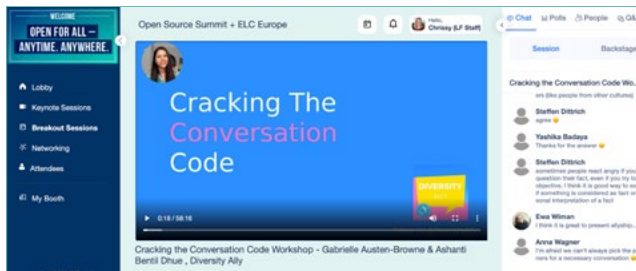 WELCOME
OPEN FOR ALL —
ANYTIME. ANYWHERE.
Lobby
Keynote Sessions
Breakout Sessions
Networking
Attendees
My Booth
Open Source Summit + ELC Europe
Hello,
Chrissy (LF Staff)
Cracking The
Conversation
Code
DIVERSITY
0:18 / 58:18
Cracking the Conversation Code Workshop - Gabrielle Austen-Browne & Ashanti
Bentil Dhue , Diversity Ally
Chat Polls People Q&
Session Backstage
Cracking the Conversation Code Wo..
ers (like people from other cultures)
Steffen Dittrich
agree
Yashika Badaya
Thanks for the answer
Steffen Dittrich
sometimes people react angry if you
question their fact, even if you try to
objective. I think it is good way to
if something is considered as fact or
sonal interpretation of a fact
Ewa Wiman
I think it is great to present allyship...
Anna Wagner
I'm afraid we can't always pick the p
ners for a necessary conversation